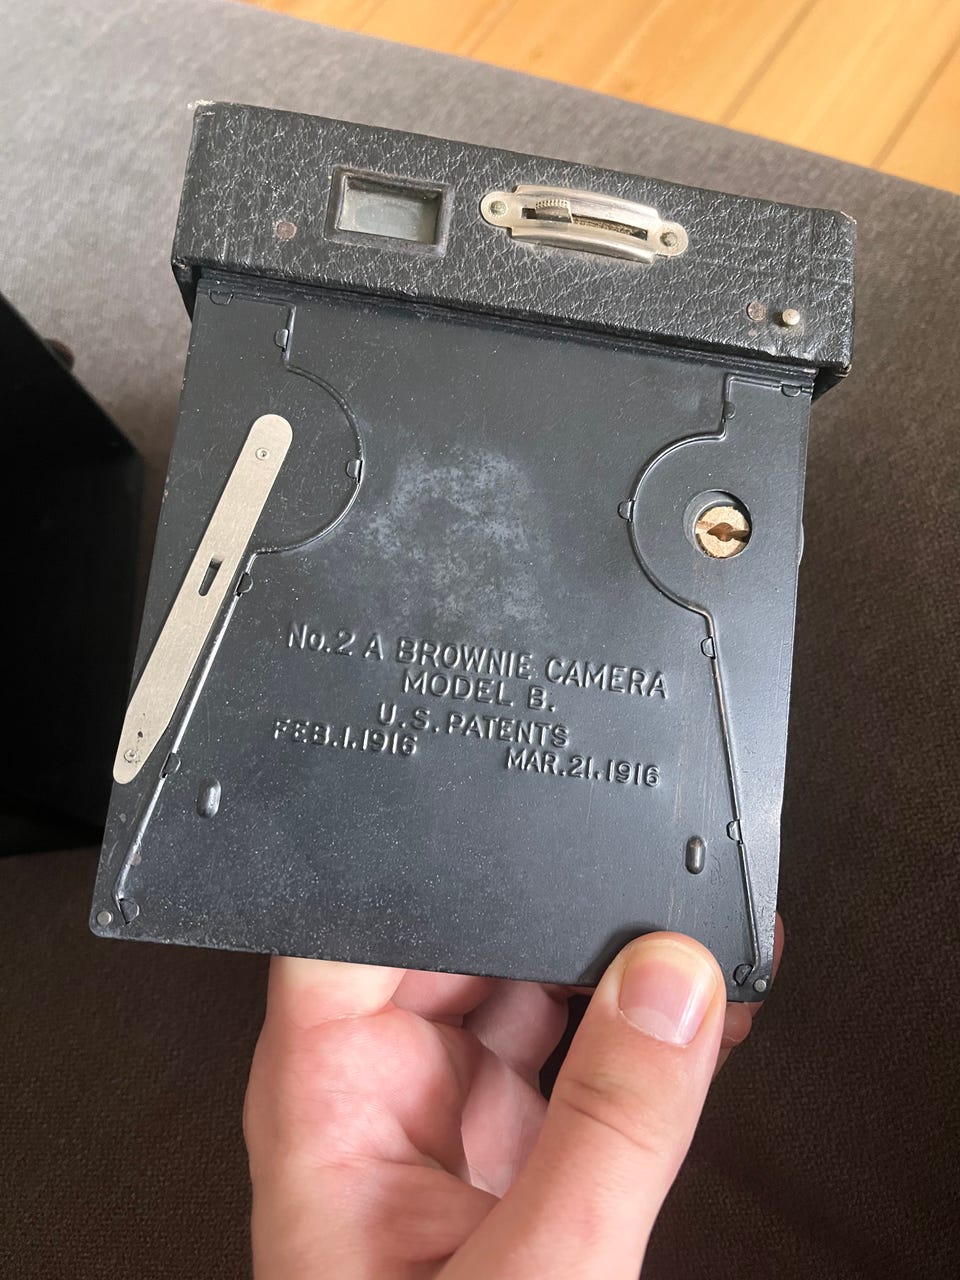 No. 2 A BROWNIE CAMERA
MODEL B.
U.S. PATENTS
FEB. 1. 1916 MAR. 21. 1916